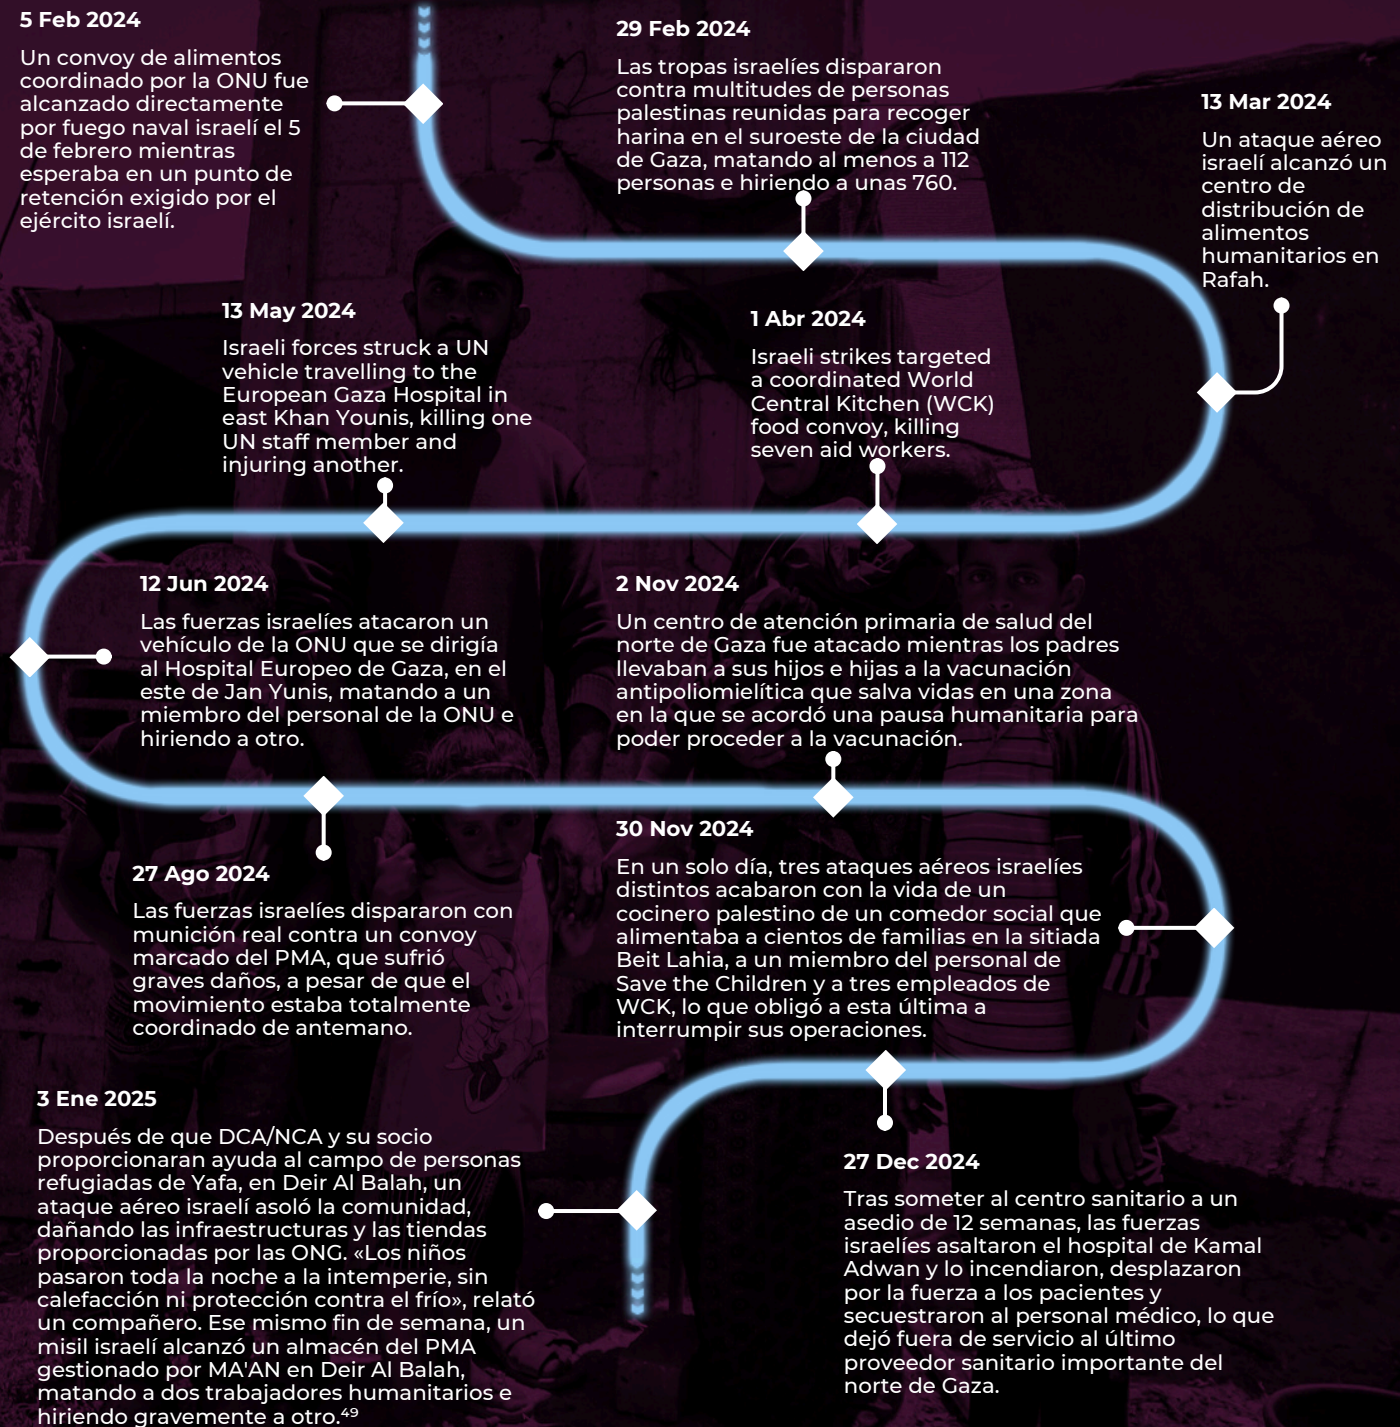 5 Feb 2024
Un convoy de alimentos
coordinado por la ONU fue
alcanzado directamente
por fuego naval israelí el 5
de febrero mientras
esperaba en un punto de
retención exigido por el
ejército israelí.
29 Feb 2024
Las tropas israelíes dispararon
contra multitudes de personas
palestinas reunidas para recoger
harina en el suroeste de la ciudad
de Gaza, matando al menos a 112
personas e hiriendo a unas 760.
13 Mar 2024
Un ataque aéreo
israelí alcanzó un
centro de
distribución de
alimentos
humanitarios en
Rafah.
1 Abr 2024
Israeli strikes targeted
a coordinated World
Central Kitchen (WCK)
food convoy, killing
seven aid workers.
13 May 2024
Israeli forces struck a UN
vehicle travelling to the
European Gaza Hospital in
east Khan Younis, killing one
UN staff member and
injuring another.
12 Jun 2024
Las fuerzas israelíes atacaron un
vehículo de la ONU que se dirigía
al Hospital Europeo de Gaza, en el
este de Jan Yunis, matando a un
miembro del personal de la ONU e
hiriendo a otro.
27 Ago 2024
Las fuerzas israelíes dispararon con
munición real contra un convoy
marcado del PMA, que sufrió
graves daños, a pesar de que el
movimiento estaba totalmente
coordinado de antemano.
2 Nov 2024
Un centro de atención primaria de salud del
norte de Gaza fue atacado mientras los padres
llevaban a sus hijos e hijas a la vacunación
antipoliomielítica que salva vidas en una zona
en la que se acordó una pausa humanitaria para
poder proceder a la vacunación.
30 Nov 2024
En un solo día, tres ataques aéreos israelíes
distintos acabaron con la vida de un
cocinero palestino de un comedor social que
alimentaba a cientos de familias en la sitiada
Beit Lahia, a un miembro del personal de
Save the Children y a tres empleados de
WCK, lo que obligó a esta última a
interrumpir sus operaciones.
27 Dec 2024
Tras someter al centro sanitario a un
asedio de 12 semanas, las fuerzas
israelíes asaltaron el hospital de Kamal
Adwan y lo incendiaron, desplazaron
por la fuerza a los pacientes y
secuestraron al personal médico, lo que
dejó fuera de servicio al último
proveedor sanitario importante del
norte de Gaza.
3 Ene 2025
Después de que DCA/NCA y su socio
proporcionaran ayuda al campo de personas
refugiadas de Yafa, en Deir Al Balah, un
ataque aéreo israelí asoló la comunidad,
dañando las infraestructuras y las tiendas
proporcionadas por las ONG. «Los niños
pasaron toda la noche a la intemperie, sin
calefacción ni protección contra el frío», relató
un compañero. Ese mismo fin de semana, un
misil israelí alcanzó un almacén del PMA
gestionado por MA'AN en Deir Al Balah,
matando a dos trabajadores humanitarios e
hiriendo gravemente a otro.⁴⁹